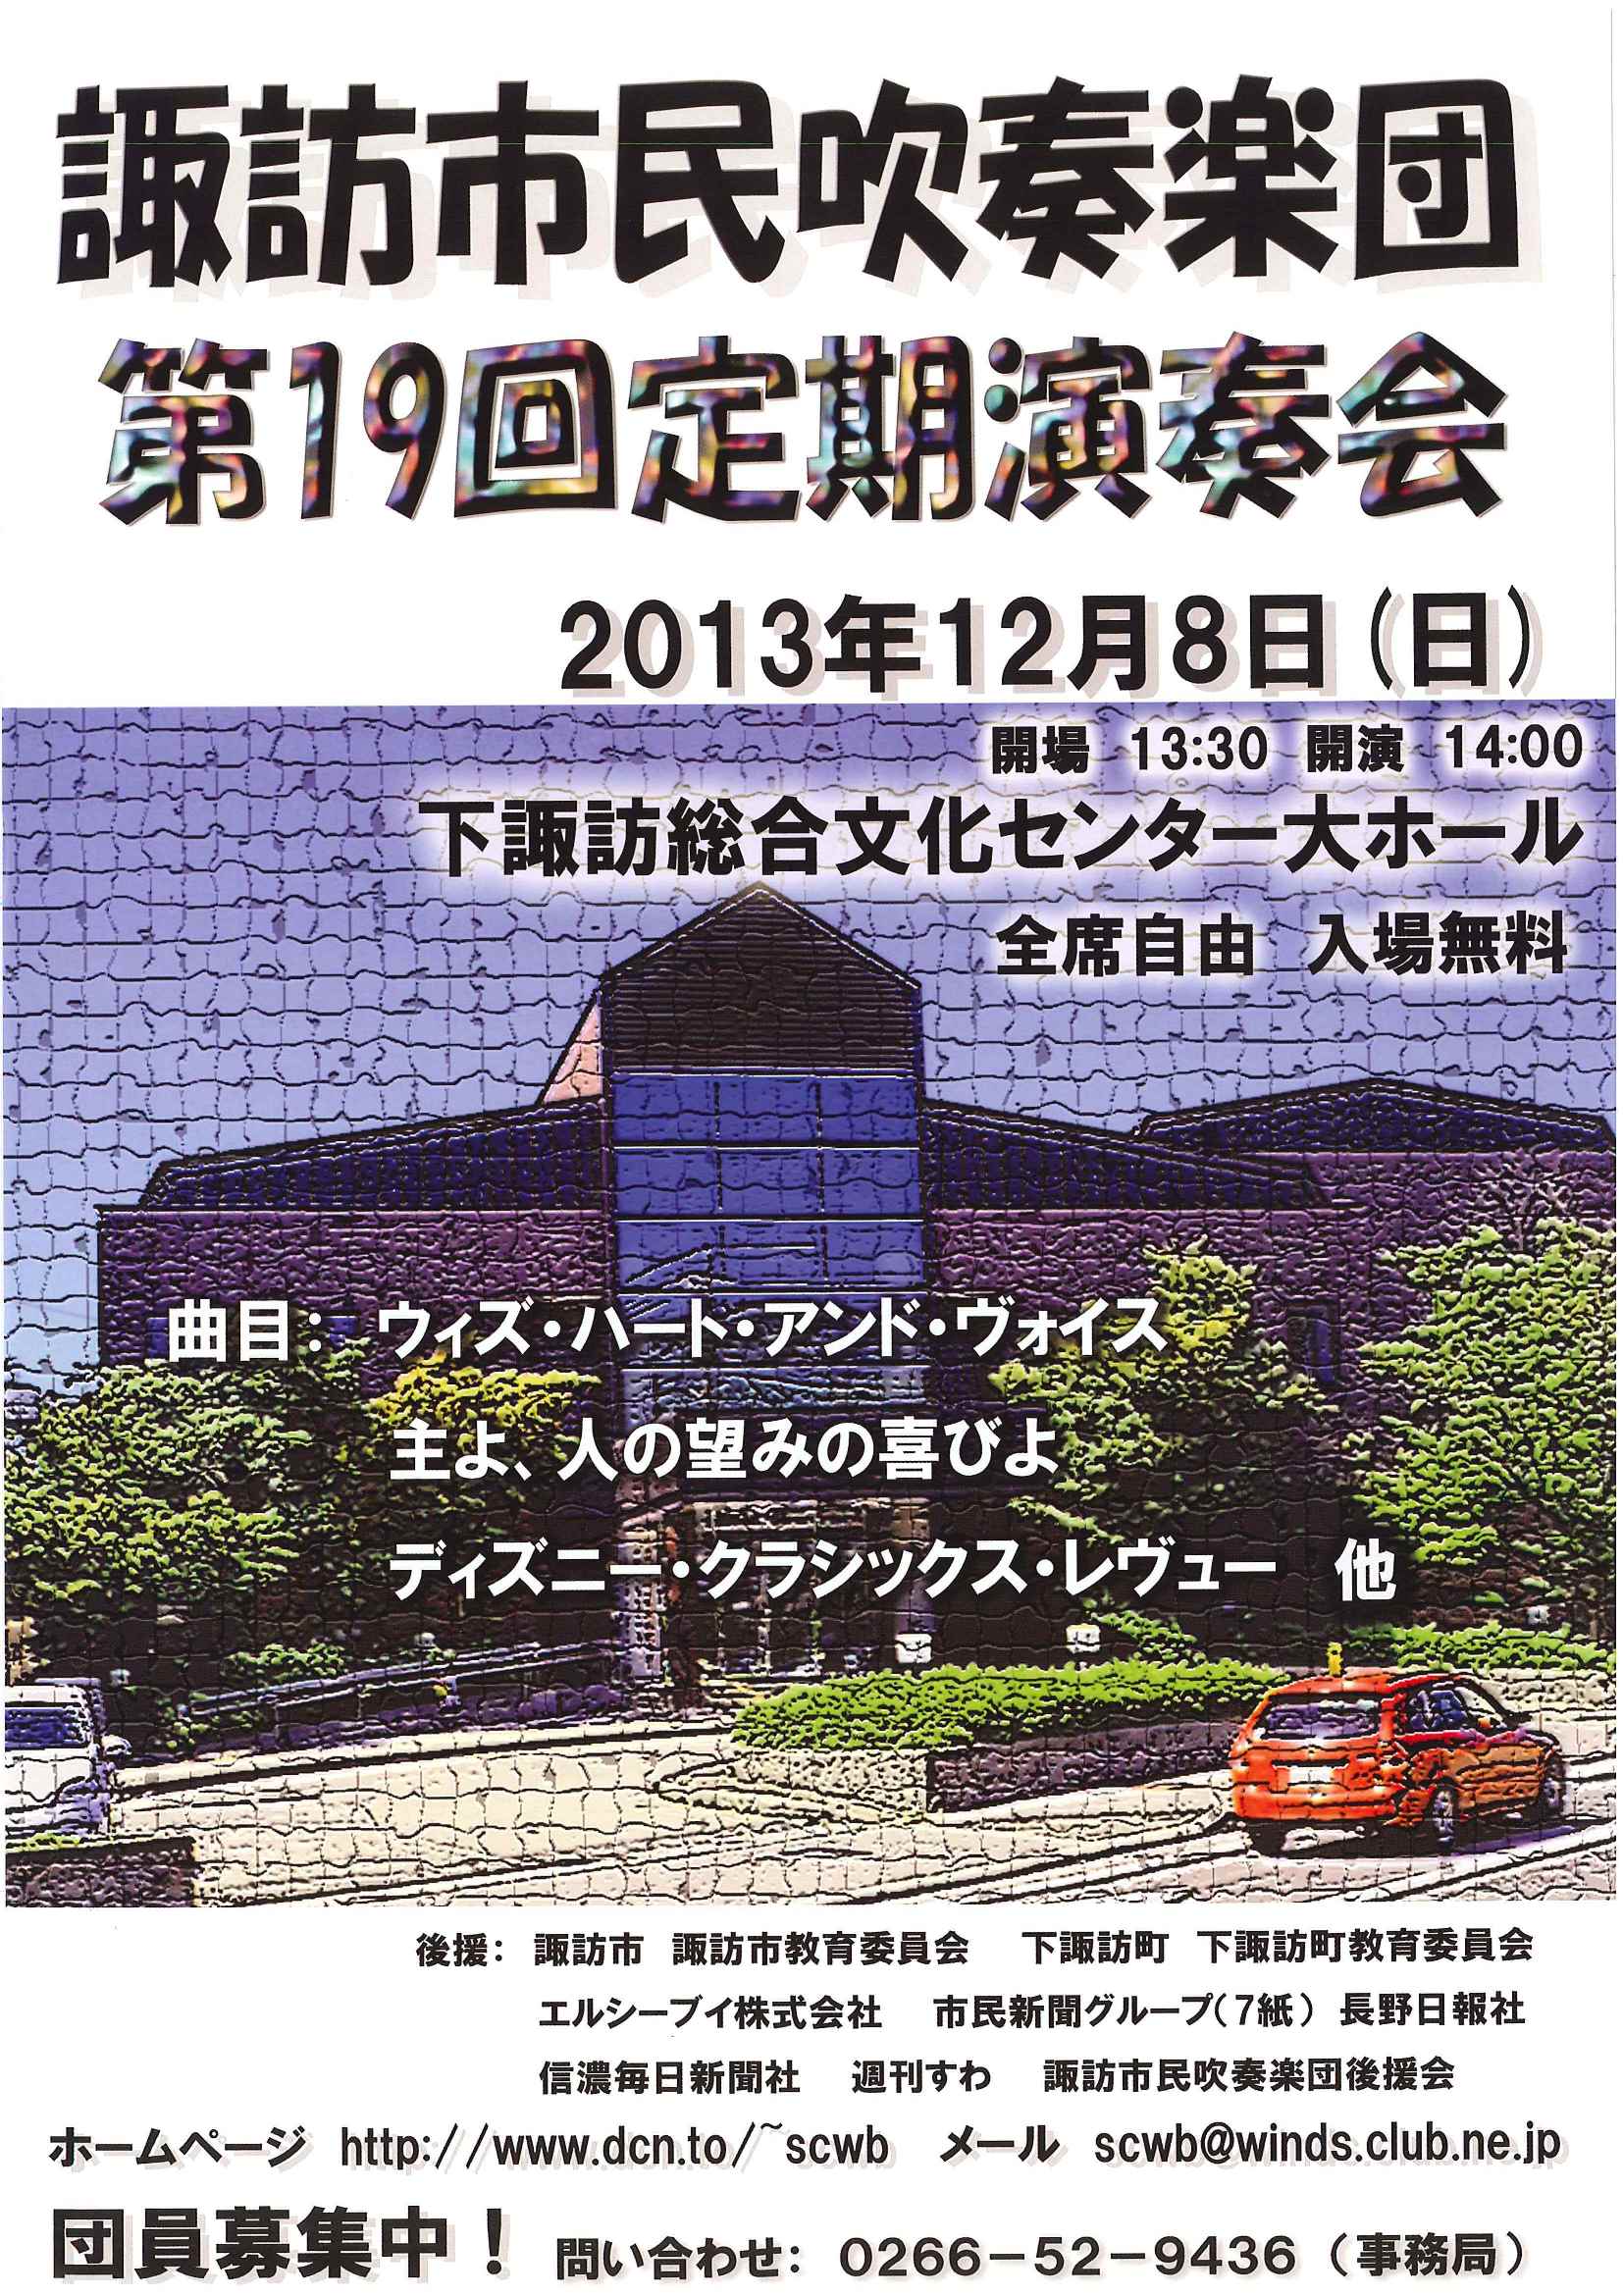 諏訪市民吹奏楽団
第19回定期演奏会
2013年12月8日(日)
開場 13:30 開演 14:00
下諏訪総合文化センター大ホール
全席自由 入場無料
曲目: ウィズ・ハート・アンド・ヴォイス
主よ、人の望みの喜びよ
ディズニー・クラシックス・レヴュー 他
後援: 諏訪市 諏訪市教育委員会 下諏訪町 下諏訪町教育委員会
エルシーブイ株式会社 市民新聞グループ(7紙) 長野日報社
信濃毎日新聞社 週刊すわ 諏訪市民吹奏楽団後援会
ホームページ http://www.dcn.to/~scwb メール scwb@winds.club.ne.jp
団員募集中! 問い合わせ: 0266-52-9436 (事務局)